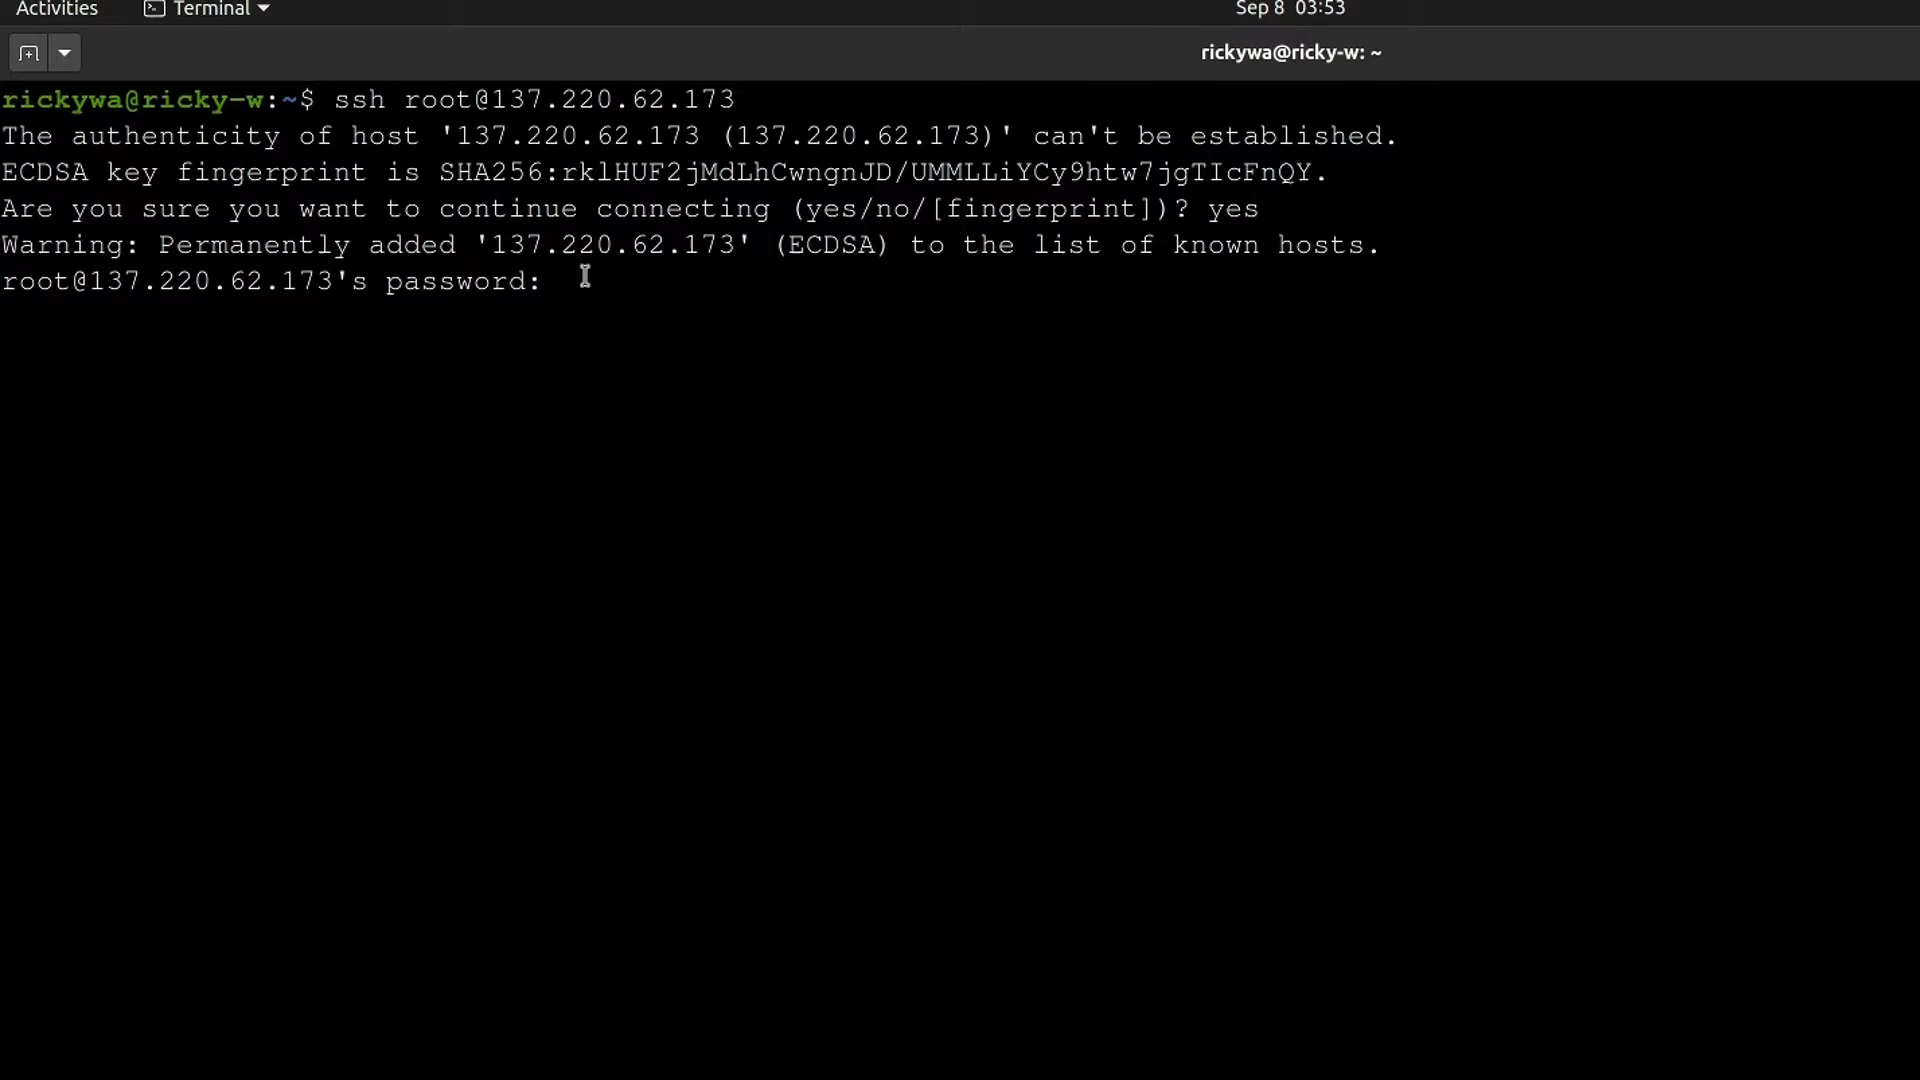 Activities Terminal Sep 8 03:53
rickywa@ricky-w: ~
rickywa@ricky-w:~$ ssh root@137.220.62.173
The authenticity of host '137.220.62.173 (137.220.62.173)' can't be established.
ECDSA key fingerprint is SHA256:rklHUF2jMdLhCwngnJD/UMMLLiYCy9htw7jgTIcFnQY.
Are you sure you want to continue connecting (yes/no/[fingerprint])? yes
Warning: Permanently added '137.220.62.173' (ECDSA) to the list of known hosts.
root@137.220.62.173's password: